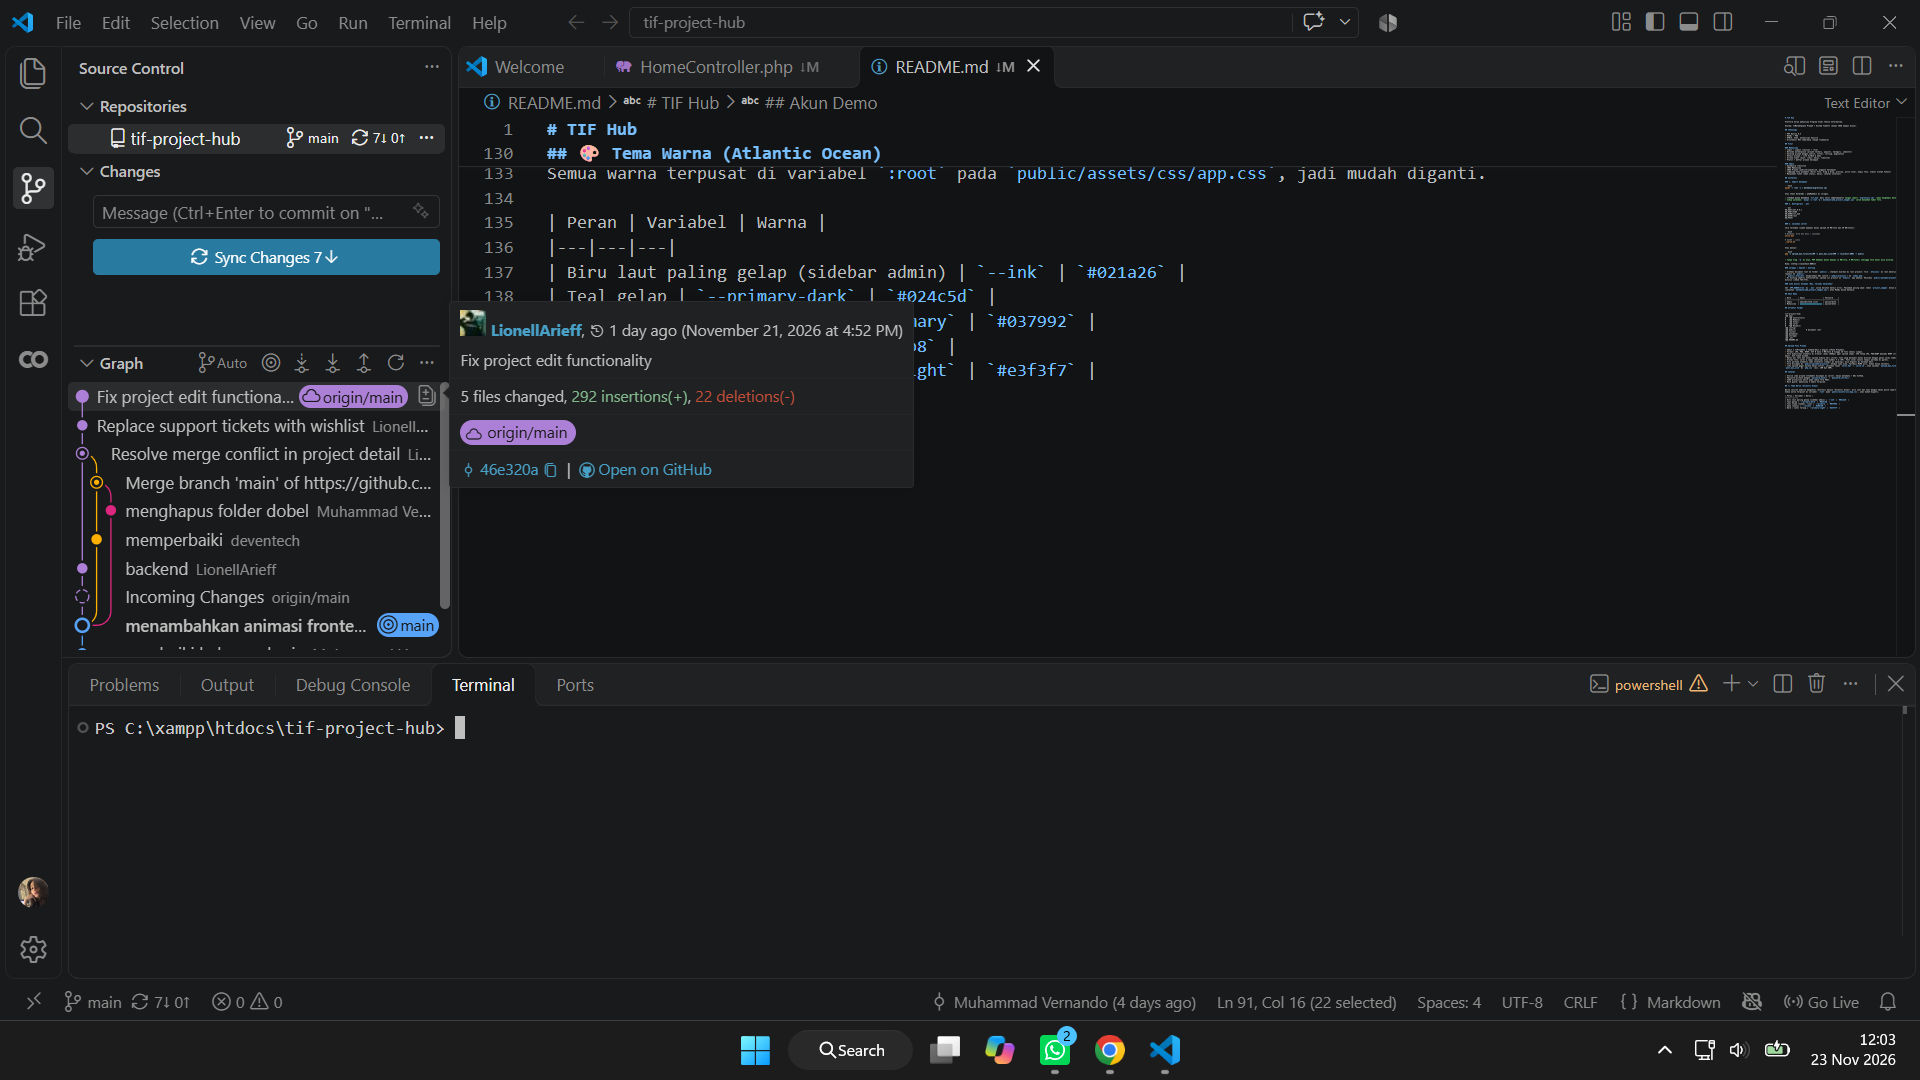 File Edit Selection View Go Run Terminal Help
tif-project-hub
Source Control
Repositories
tif-project-hub main 7↓ 0↑
Changes
Message (Ctrl+Enter to commit on "...
Sync Changes 7↓
Graph Auto
Fix project edit functiona... origin/main
Replace support tickets with wishlist Lionell...
Resolve merge conflict in project detail Li...
Merge branch 'main' of https://github.c...
menghapus folder dobel Muhammad Ve...
memperbaiki deventech
backend LionellArieff
Incoming Changes origin/main
menambahkan animasi fronte... main
Welcome
HomeController.php ↓M
README.md ↓M
README.md > # TIF Hub > ## Akun Demo
Text Editor
1 # TIF Hub
130 ## 🎨 Tema Warna (Atlantic Ocean)
133 Semua warna terpusat di variabel `:root` pada `public/assets/css/app.css`, jadi mudah diganti.
134
135 | Peran | Variabel | Warna |
136 |---|---|---|
137 | Biru laut paling gelap (sidebar admin) | `--ink` | `#021a26` |
138 | Teal gelap | `--primary-dark` | `#024c5d` |
mary` | `#037992` |
b8` |
ight` | `#e3f3f7` |
LionellArieff, 1 day ago (November 21, 2026 at 4:52 PM)
Fix project edit functionality
5 files changed, 292 insertions(+), 22 deletions(-)
origin/main
46e320a | Open on GitHub
Problems Output Debug Console Terminal Ports
powershell
PS C:\xampp\htdocs\tif-project-hub>
main 7↓ 0↑ 0 0
Muhammad Vernando (4 days ago) Ln 91, Col 16 (22 selected) Spaces: 4 UTF-8 CRLF { } Markdown Go Live
Search
2
12:03
23 Nov 2026